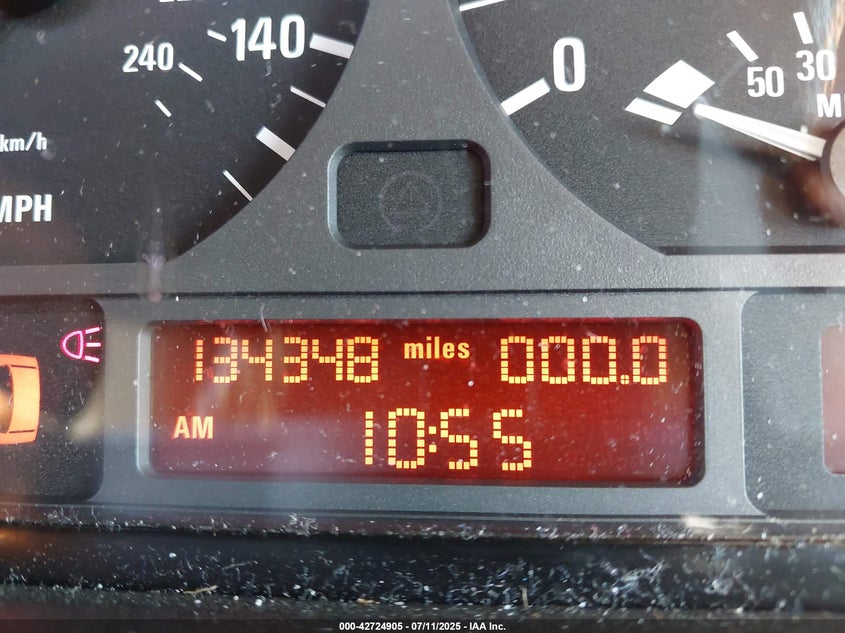 240 140
km/h
MPH
0
50 30
134348 miles 000.0
AM 10:55
000-42724905 - 07/11/2025 - IAA Inc.